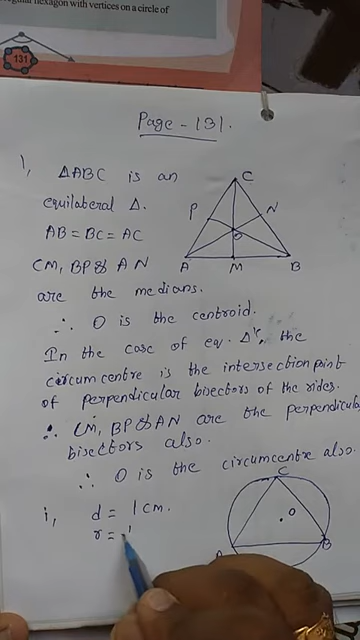 egular hexagon with vertices on a circle of
131
Page - 131.
1, ΔABC is an
equilateral Δ.
AB = BC = AC
CM, BP & AN
are the medians.
∴ O is the centroid.
In the case of eq. Δ's, the
circumcentre is the intersection point
of perpendicular bisectors of the sides.
∴ CM, BP & AN are the perpendicular
bisectors also.
∴ O is the circumcentre also.
i, d = 1 cm.
r = 1
C
P
N
O
A
M
B
C
O
A
B